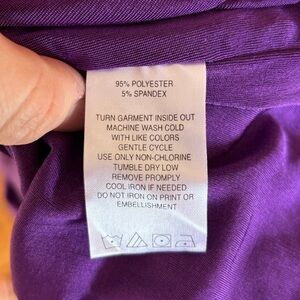 95% POLYESTER
5% SPANDEX
TURN GARMENT INSIDE OUT
MACHINE WASH COLD
WITH LIKE COLORS
GENTLE CYCLE
USE ONLY NON-CHLORINE
TUMBLE DRY LOW
REMOVE PROMPLY
COOL IRON IF NEEDED
DO NOT IRON ON PRINT OR
EMBELLISHMENT